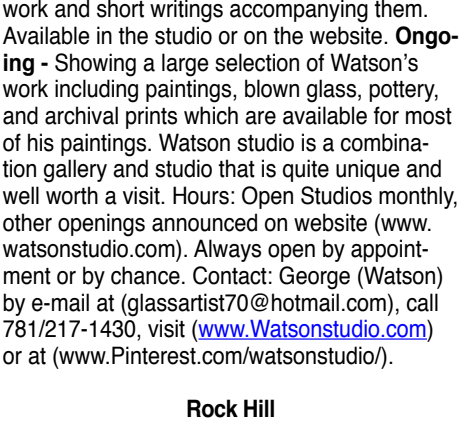 work and short writings accompanying them.
Available in the studio or on the website. Ongo-
ing - Showing a large selection of Watson’s
work including paintings, blown glass, pottery,
and archival prints which are available for most
of his paintings. Watson studio is a combina-
tion gallery and studio that is quite unique and
well worth a visit. Hours: Open Studios monthly,
other openings announced on website (www.
watsonstudio.com). Always open by appoint-
ment or by chance. Contact: George (Watson)
by e-mail at (glassartist70@hotmail.com), call
781/217-1430, visit (www.Watsonstudio.com)
or at (www.Pinterest.com/watsonstudio/).
Rock Hill